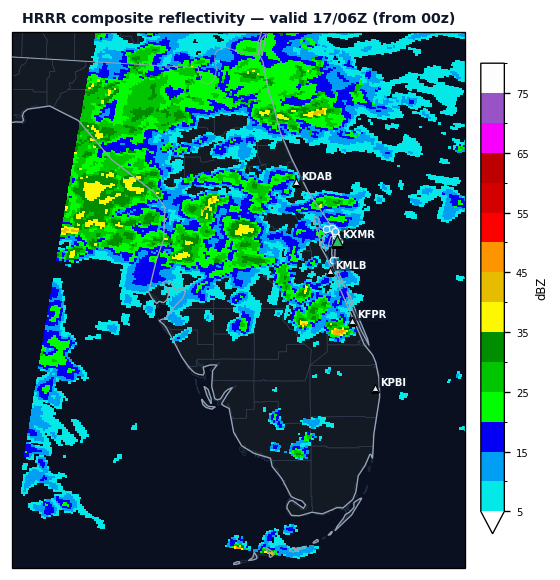 HRRR composite reflectivity — valid 17/06Z (from 00z)
KDAB
KXMR
KMLB
KFPR
KPBI
75
65
55
45
35
25
15
5
dBZ